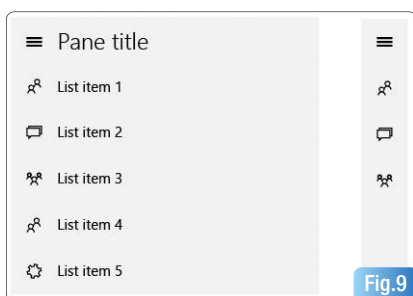 Pane title
List item 1
List item 2
List item 3
List item 4
List item 5
Fig.9